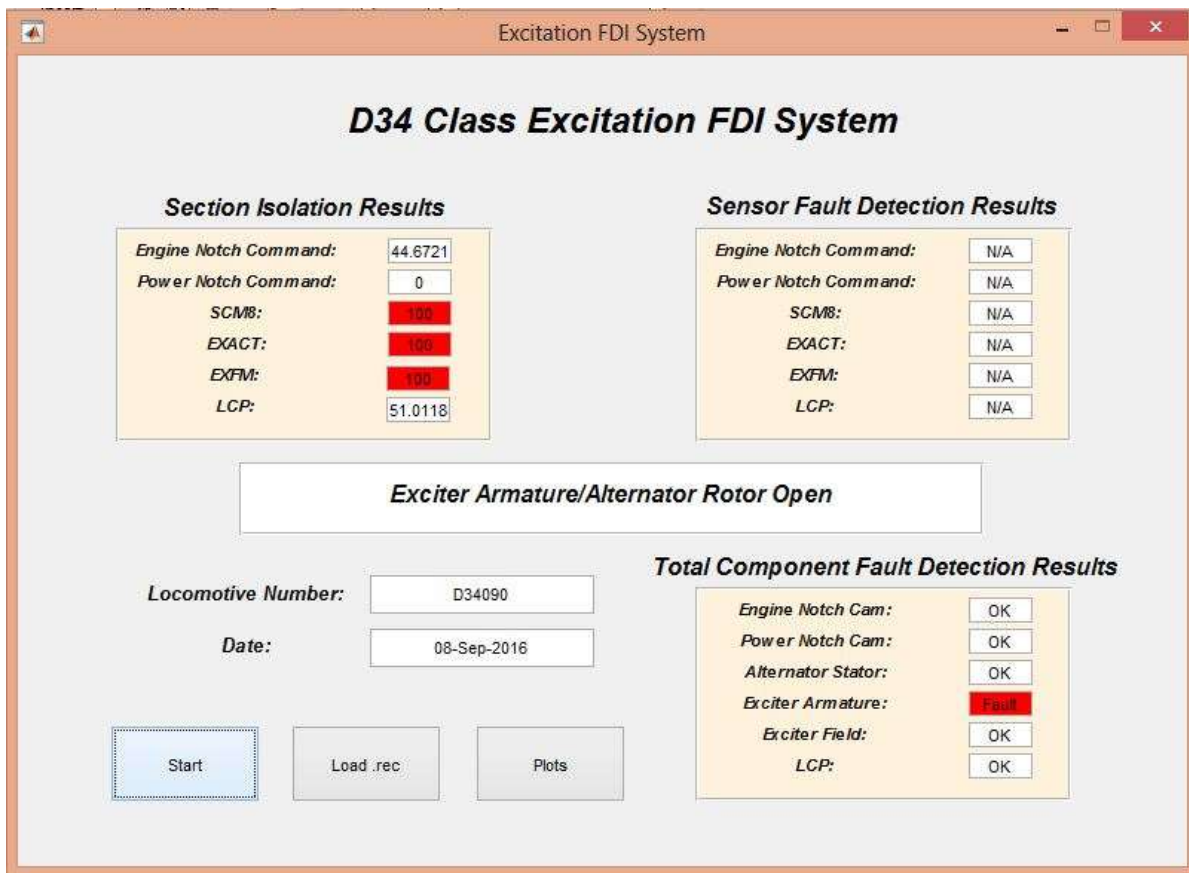 Excitation FDI System
D34 Class Excitation FDI System
Section Isolation Results
Engine Notch Command: 44.6721
Power Notch Command: 0
SCM8: 100
EXACT: 100
EXFM: 100
LCP: 51.0118
Sensor Fault Detection Results
Engine Notch Command: N/A
Power Notch Command: N/A
SCM8: N/A
EXACT: N/A
EXFM: N/A
LCP: N/A
Exciter Armature/Alternator Rotor Open
Locomotive Number: D34090
Date: 08-Sep-2016
Start
Load .rec
Plots
Total Component Fault Detection Results
Engine Notch Cam: OK
Power Notch Cam: OK
Alternator Stator: OK
Exciter Armature: Fault
Exciter Field: OK
LCP: OK